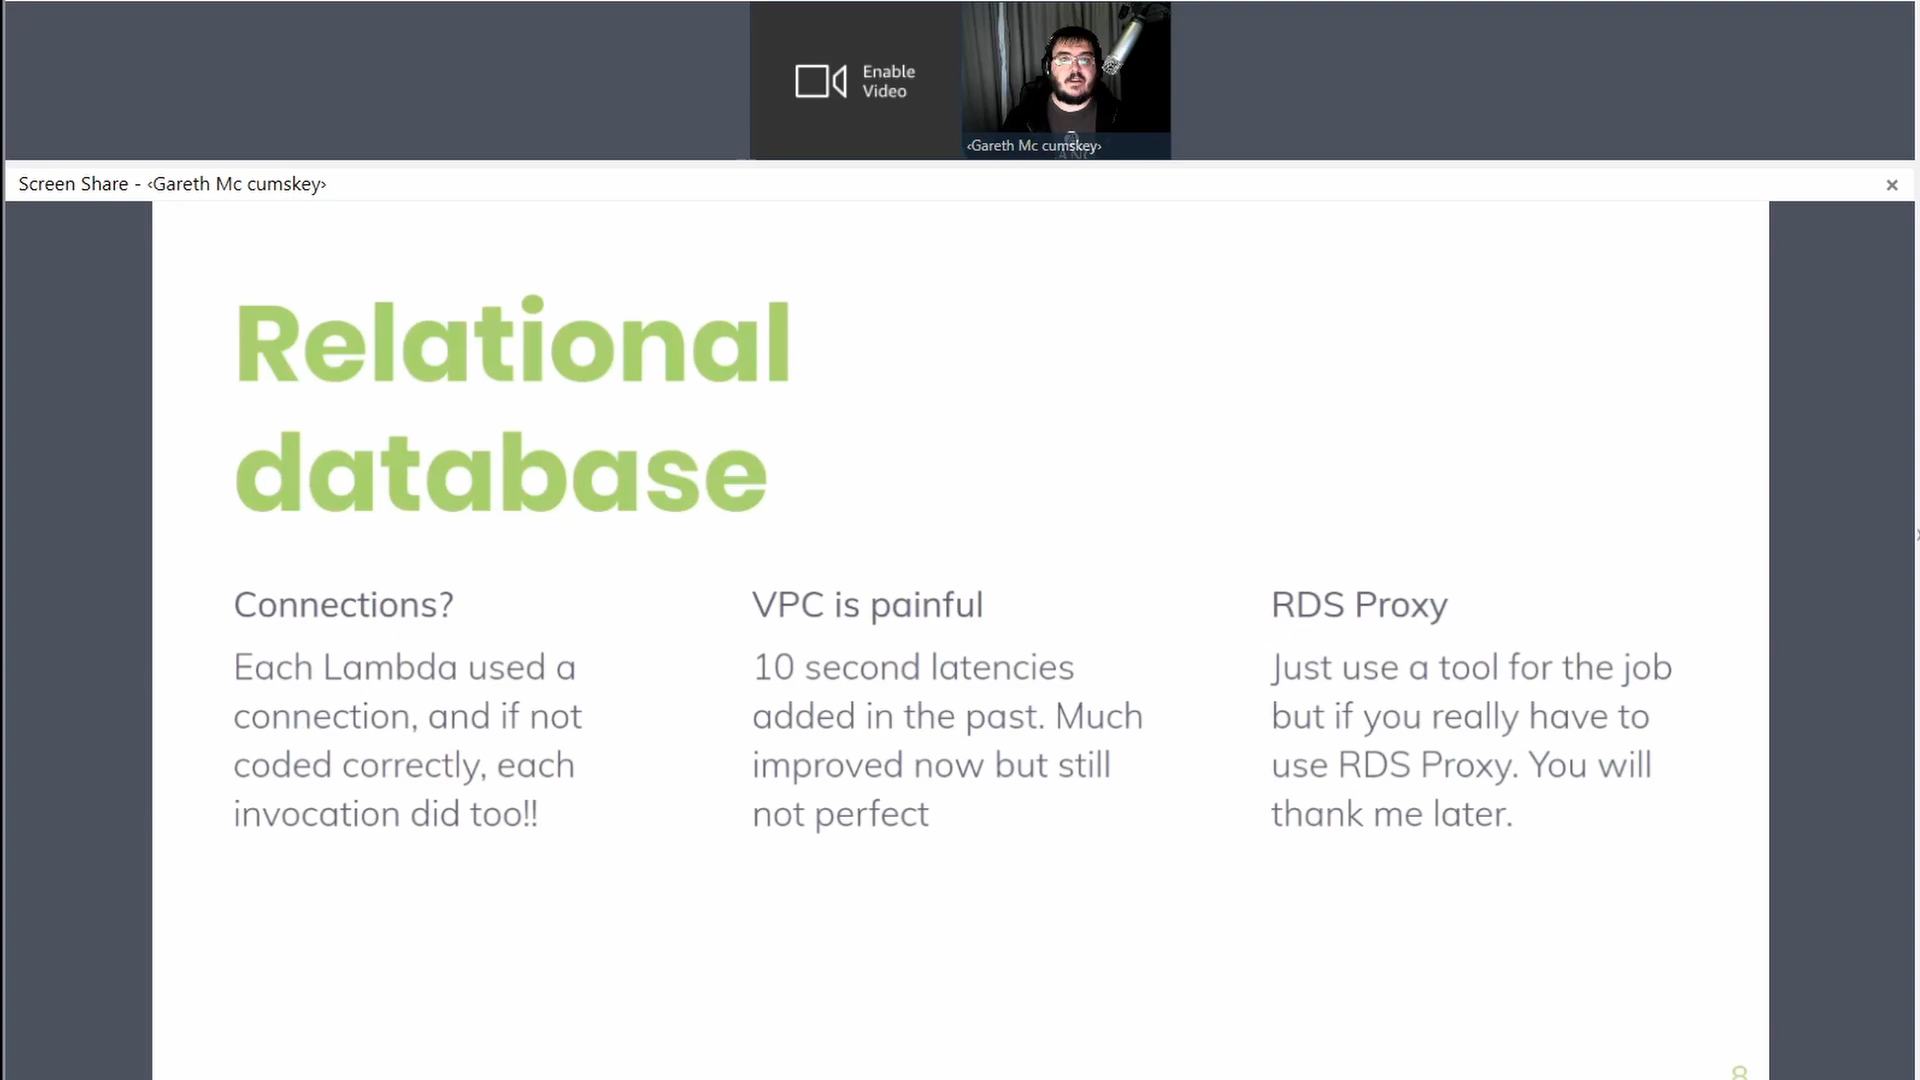 Enable
Video
‹Gareth Mc cumskey›
Screen Share - ‹Gareth Mc cumskey›
Relational
database
Connections?
Each Lambda used a
connection, and if not
coded correctly, each
invocation did too!!
VPC is painful
10 second latencies
added in the past. Much
improved now but still
not perfect
RDS Proxy
Just use a tool for the job
but if you really have to
use RDS Proxy. You will
thank me later.
8